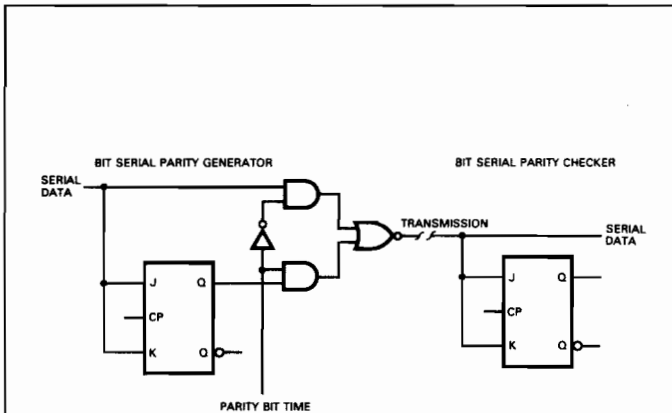 BIT SERIAL PARITY GENERATOR
BIT SERIAL PARITY CHECKER
SERIAL
DATA
TRANSMISSION
SERIAL
DATA
J
Q
CP
K
Q
J
Q
CP
K
Q
PARITY BIT TIME